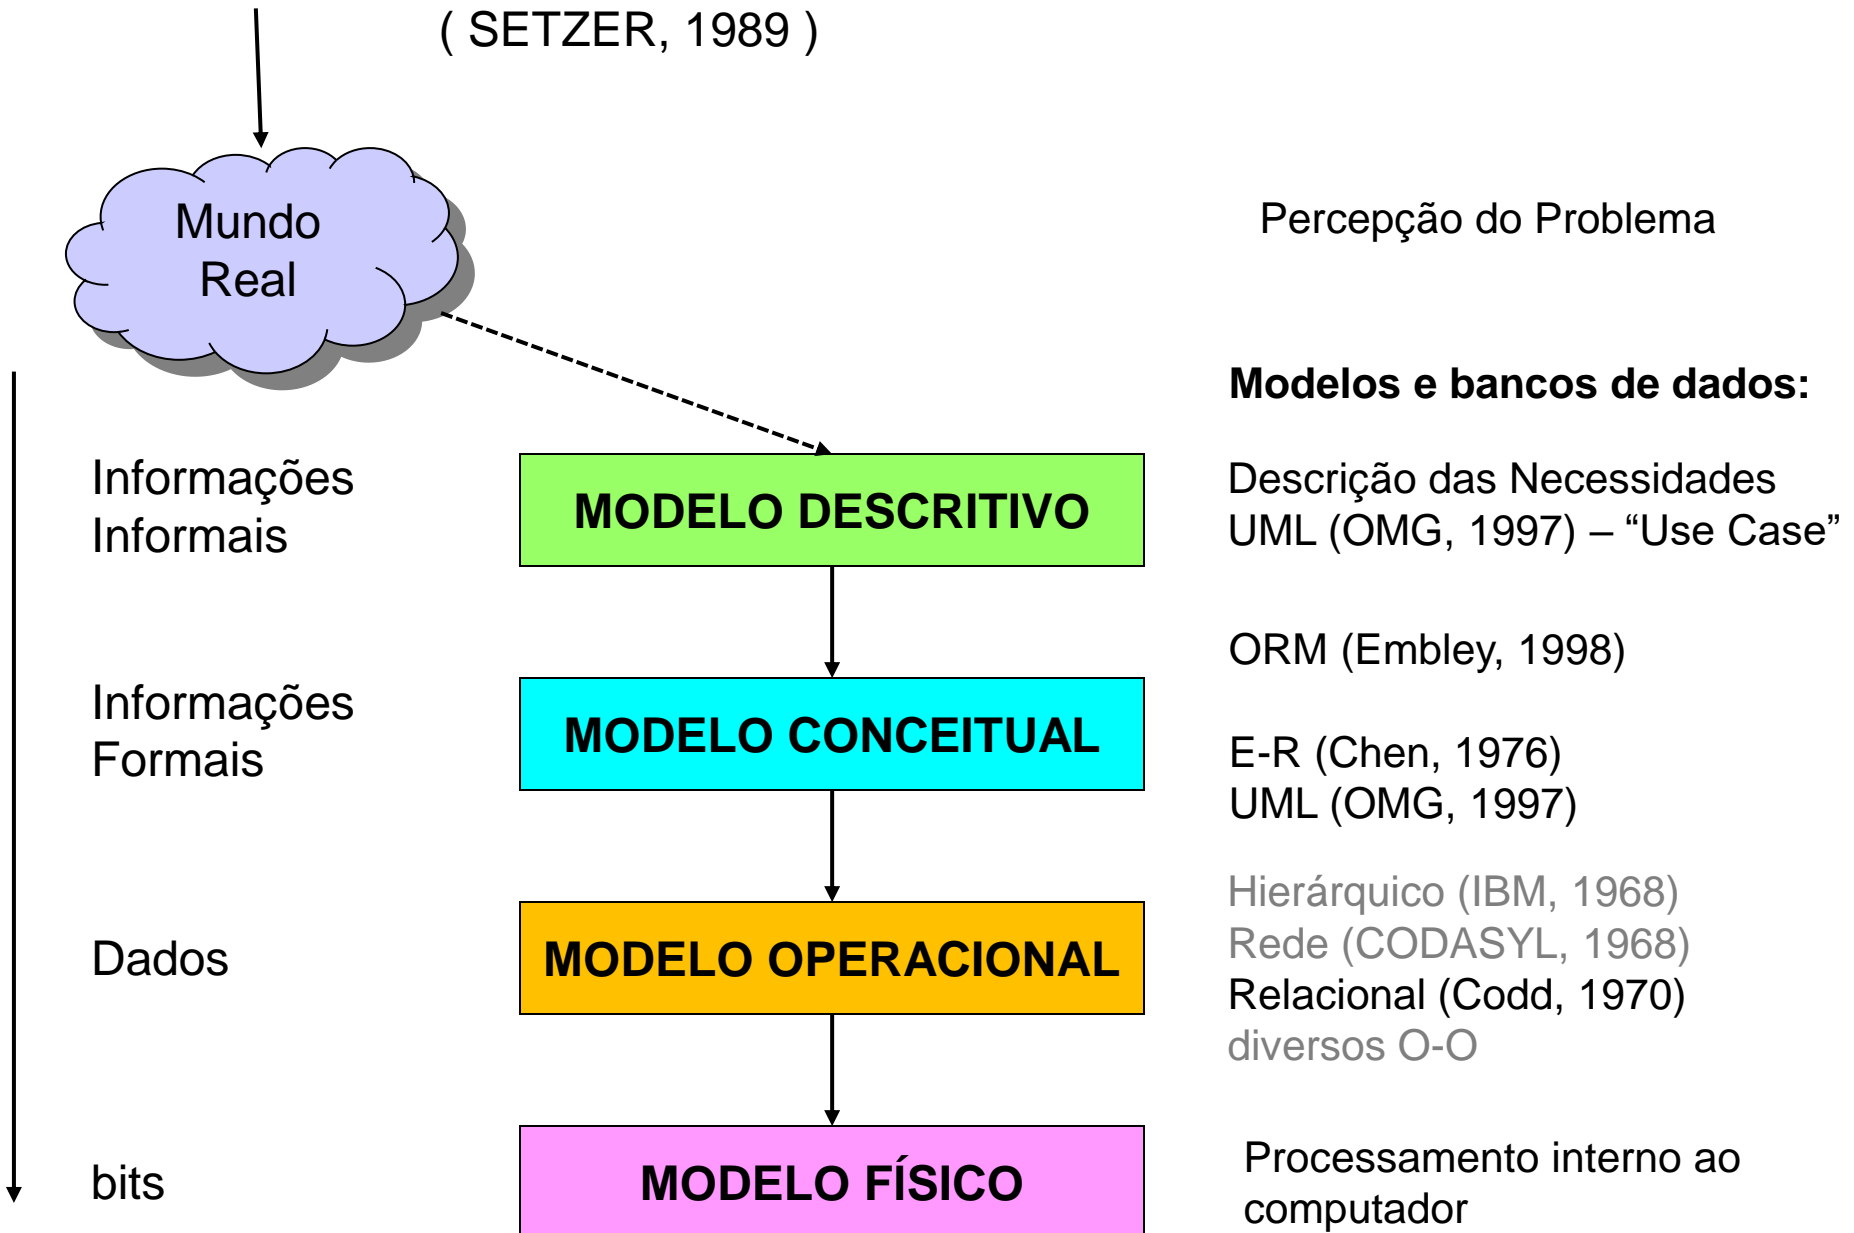 ( SETZER, 1989 )
Mundo
Real
Percepção do Problema
Modelos e bancos de dados:
Informações
Informais
MODELO DESCRITIVO
Descrição das Necessidades
UML (OMG, 1997) – “Use Case”
ORM (Embley, 1998)
Informações
Formais
MODELO CONCEITUAL
E-R (Chen, 1976)
UML (OMG, 1997)
Hierárquico (IBM, 1968)
Rede (CODASYL, 1968)
Relacional (Codd, 1970)
diversos O-O
Dados
MODELO OPERACIONAL
bits
MODELO FÍSICO
Processamento interno ao
computador